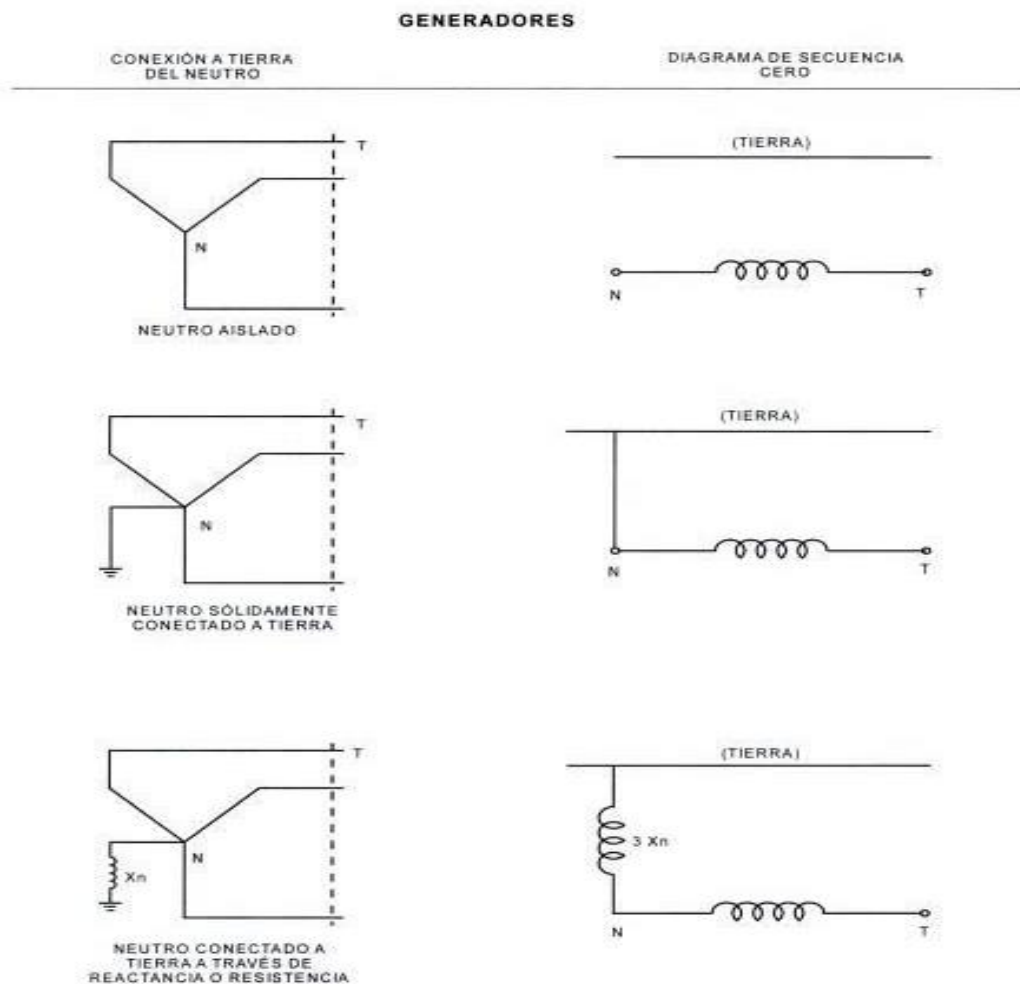 GENERADORES
CONEXIÓN A TIERRA
DEL NEUTRO
DIAGRAMA DE SECUENCIA
CERO
T
(TIERRA)
N
N
T
NEUTRO AISLADO
T
(TIERRA)
N
N
T
NEUTRO SÓLIDAMENTE
CONECTADO A TIERRA
T
(TIERRA)
3 Xn
N
Xn
N
T
NEUTRO CONECTADO A
TIERRA A TRAVÉS DE
REACTANCIA O RESISTENCIA